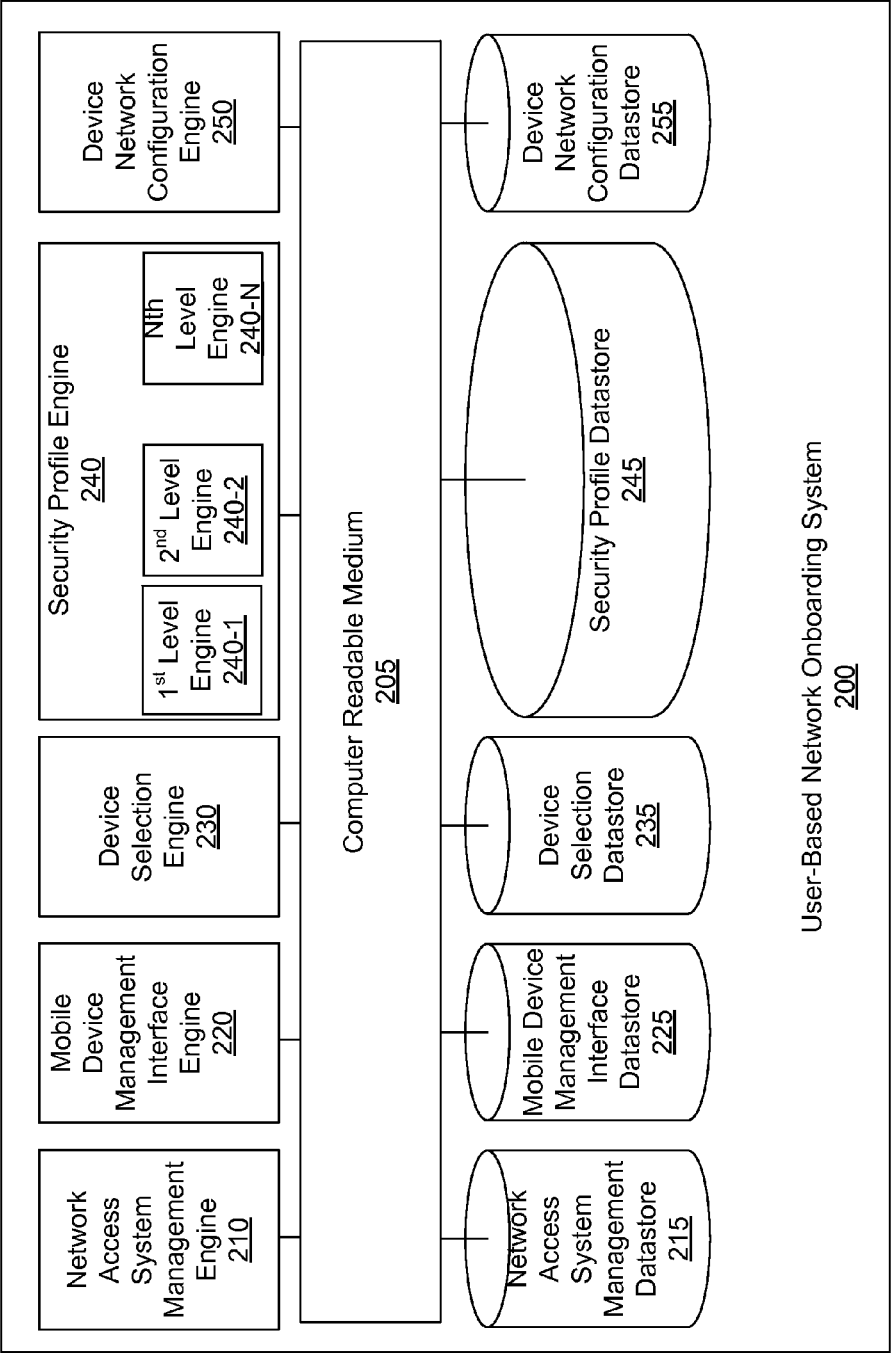 Network
Access
System
Management
Engine
210
Mobile
Device
Management
Interface
Engine
220
Device
Selection
Engine
230
Security Profile Engine
240
1st Level
Engine
240-1
2nd Level
Engine
240-2
Nth
Level
Engine
240-N
Device
Network
Configuration
Engine
250
Computer Readable Medium
205
Network
Access
System
Management
Datastore
215
Mobile Device
Management
Interface
Datastore
225
Device
Selection
Datastore
235
Security Profile Datastore
245
Device
Network
Configuration
Datastore
255
User-Based Network Onboarding System
200